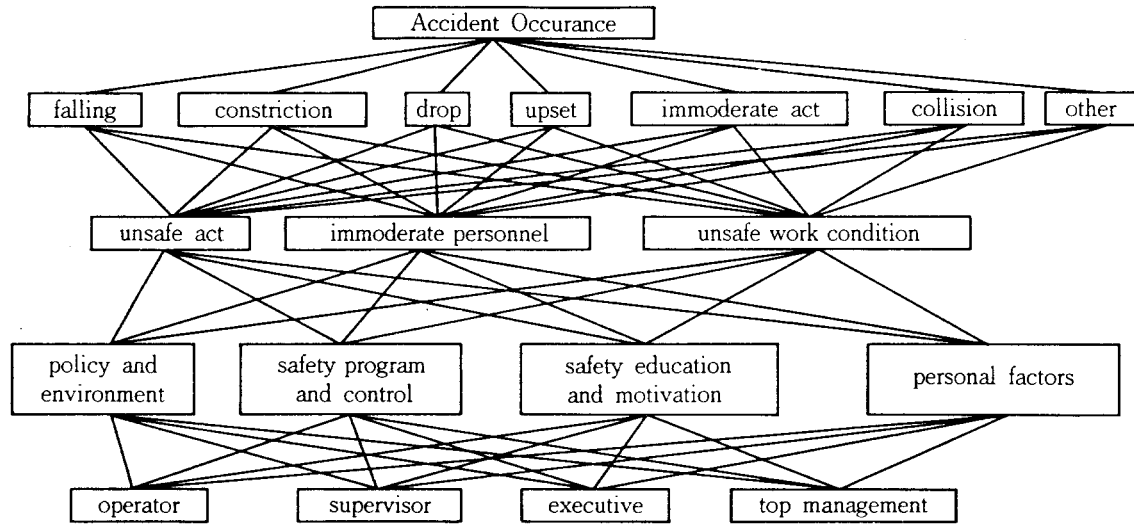 Accident Occurance
falling
constriction
drop
upset
immoderate act
collision
other
unsafe act
immoderate personnel
unsafe work condition
policy and
environment
safety program
and control
safety education
and motivation
personal factors
operator
supervisor
executive
top management